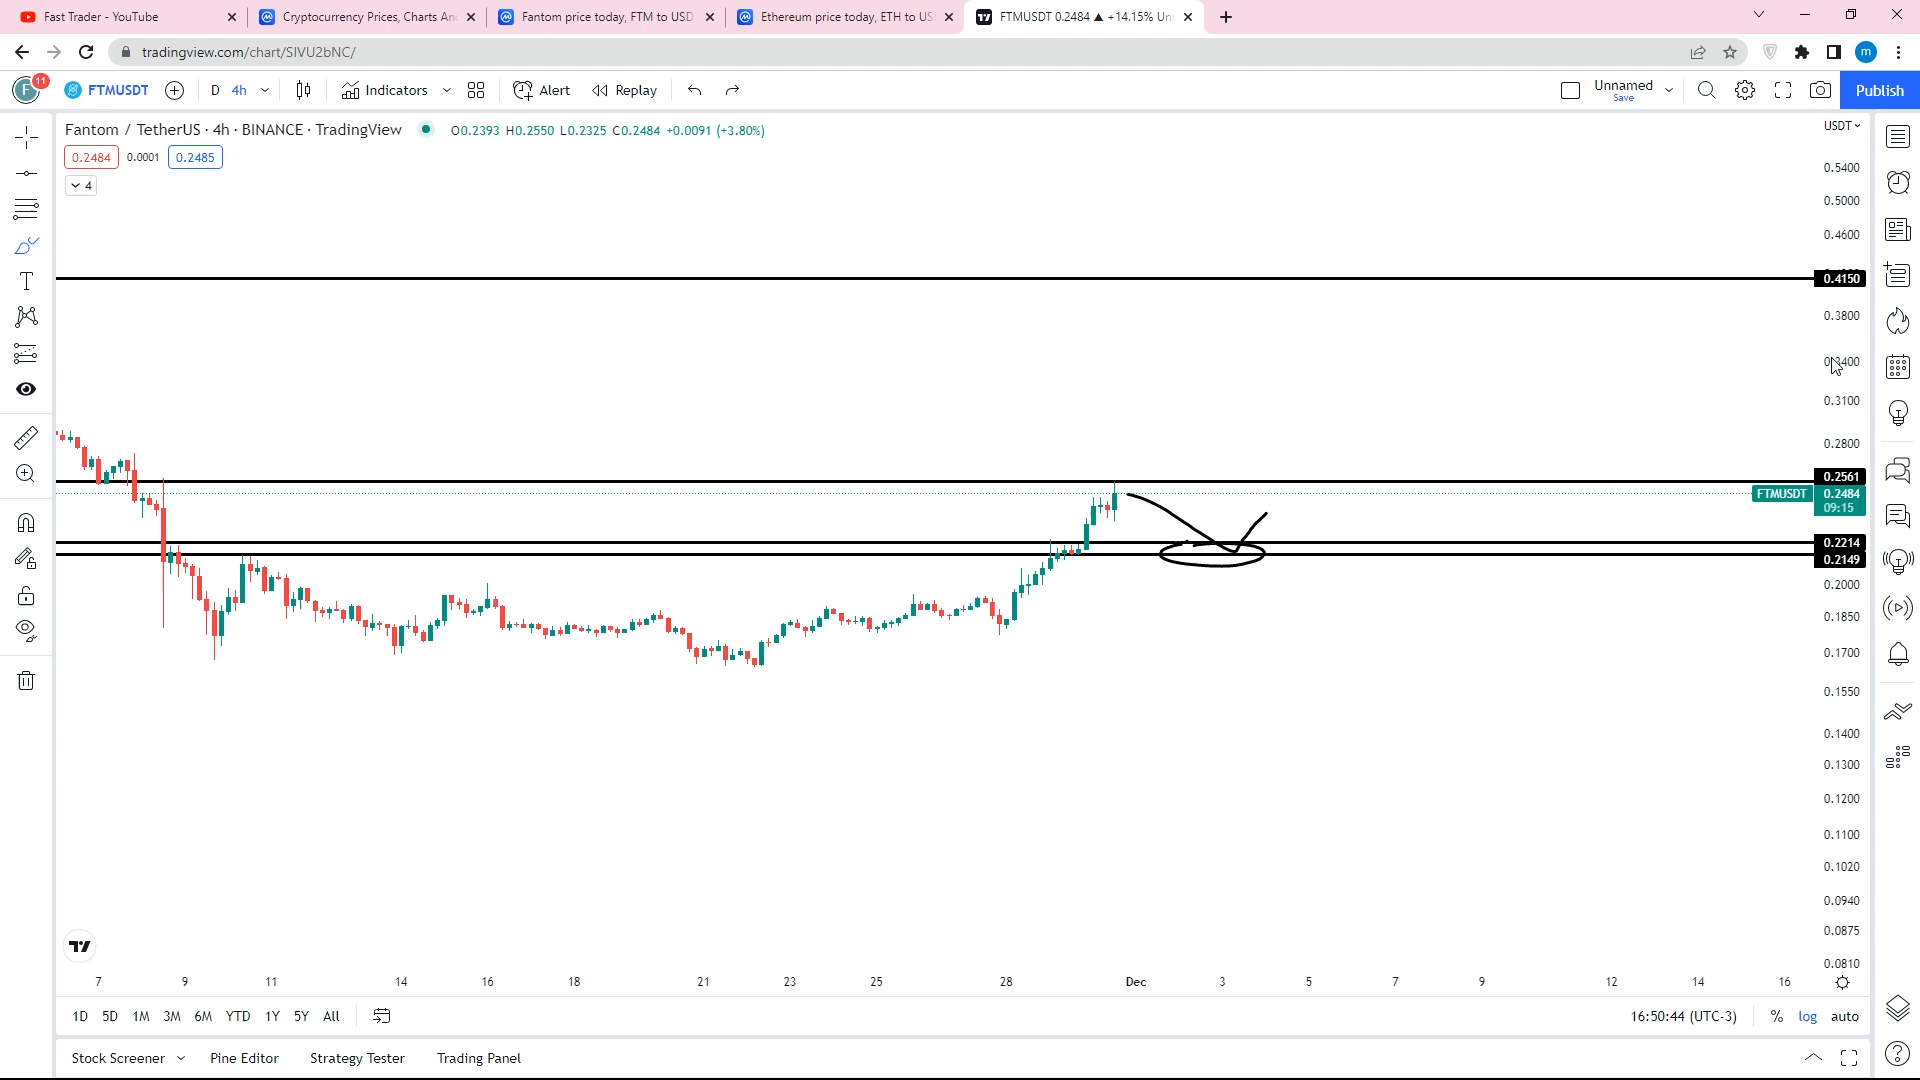 Fast Trader - YouTube
Cryptocurrency Prices, Charts An
Fantom price today, FTM to USD
Ethereum price today, ETH to US
FTMUSDT 0.2484 ▲ +14.15% Un
tradingview.com/chart/SIVU2bNC/
m
F
11
FTMUSDT
D
4h
Indicators
Alert
Replay
Unnamed
Save
Publish
Fantom / TetherUS · 4h · BINANCE · TradingView
O0.2393 H0.2550 L0.2325 C0.2484 +0.0091 (+3.80%)
USDT
0.2484
0.0001
0.2485
4
0.5400
0.5000
0.4600
0.4150
0.3800
0.3400
0.3100
0.2800
0.2561
FTMUSDT
0.2484
09:15
0.2214
0.2149
0.2000
0.1850
0.1700
0.1550
0.1400
0.1300
0.1200
0.1100
0.1020
0.0940
0.0875
0.0810
7
9
11
14
16
18
21
23
25
28
Dec
3
5
7
9
12
14
16
1D
5D
1M
3M
6M
YTD
1Y
5Y
All
16:50:44 (UTC-3)
%
log
auto
Stock Screener
Pine Editor
Strategy Tester
Trading Panel